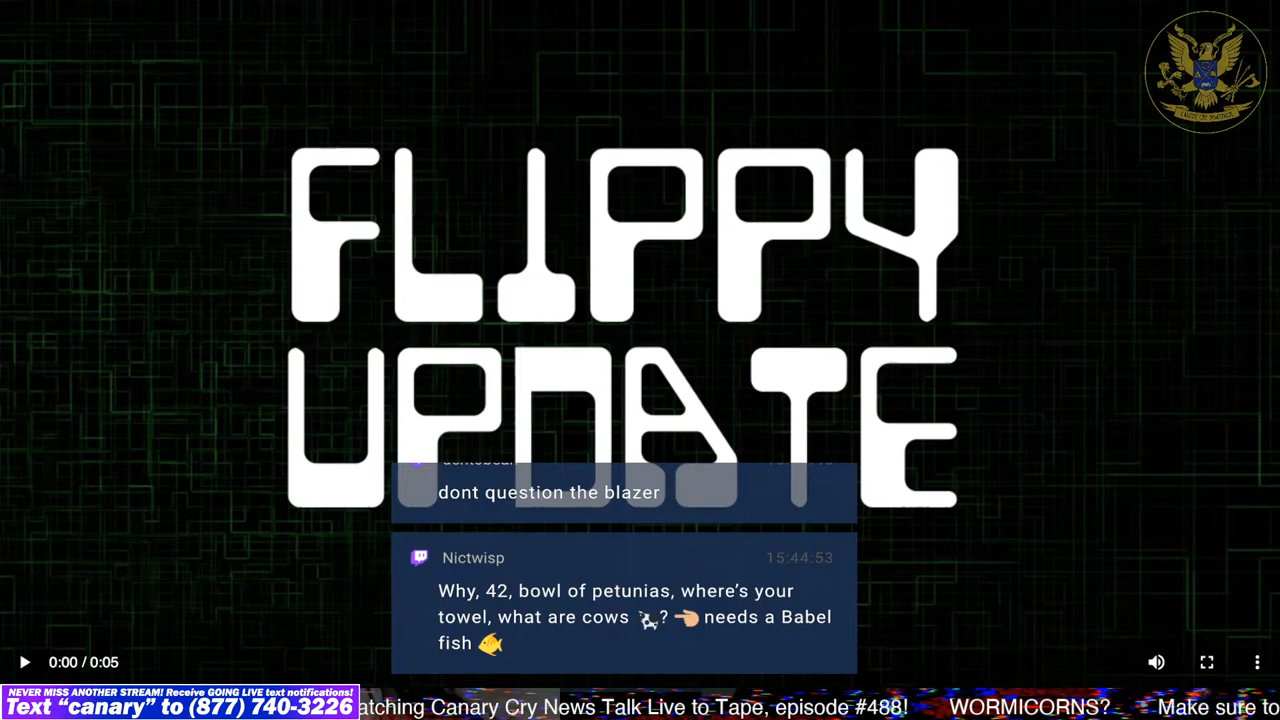 FLIPPY
UPDATE
dont question the blazer
Nictwisp 15:44:53
Why, 42, bowl of petunias, where’s your
towel, what are cows 🐄? 👈🏼 needs a Babel
fish 🐠
0:00 / 0:05
NEVER MISS ANOTHER STREAM! Receive GOING LIVE text notifications!
Text “canary” to (877) 740-3226
atching Canary Cry News Talk Live to Tape, episode #488! WORMICORNS? Make sure to